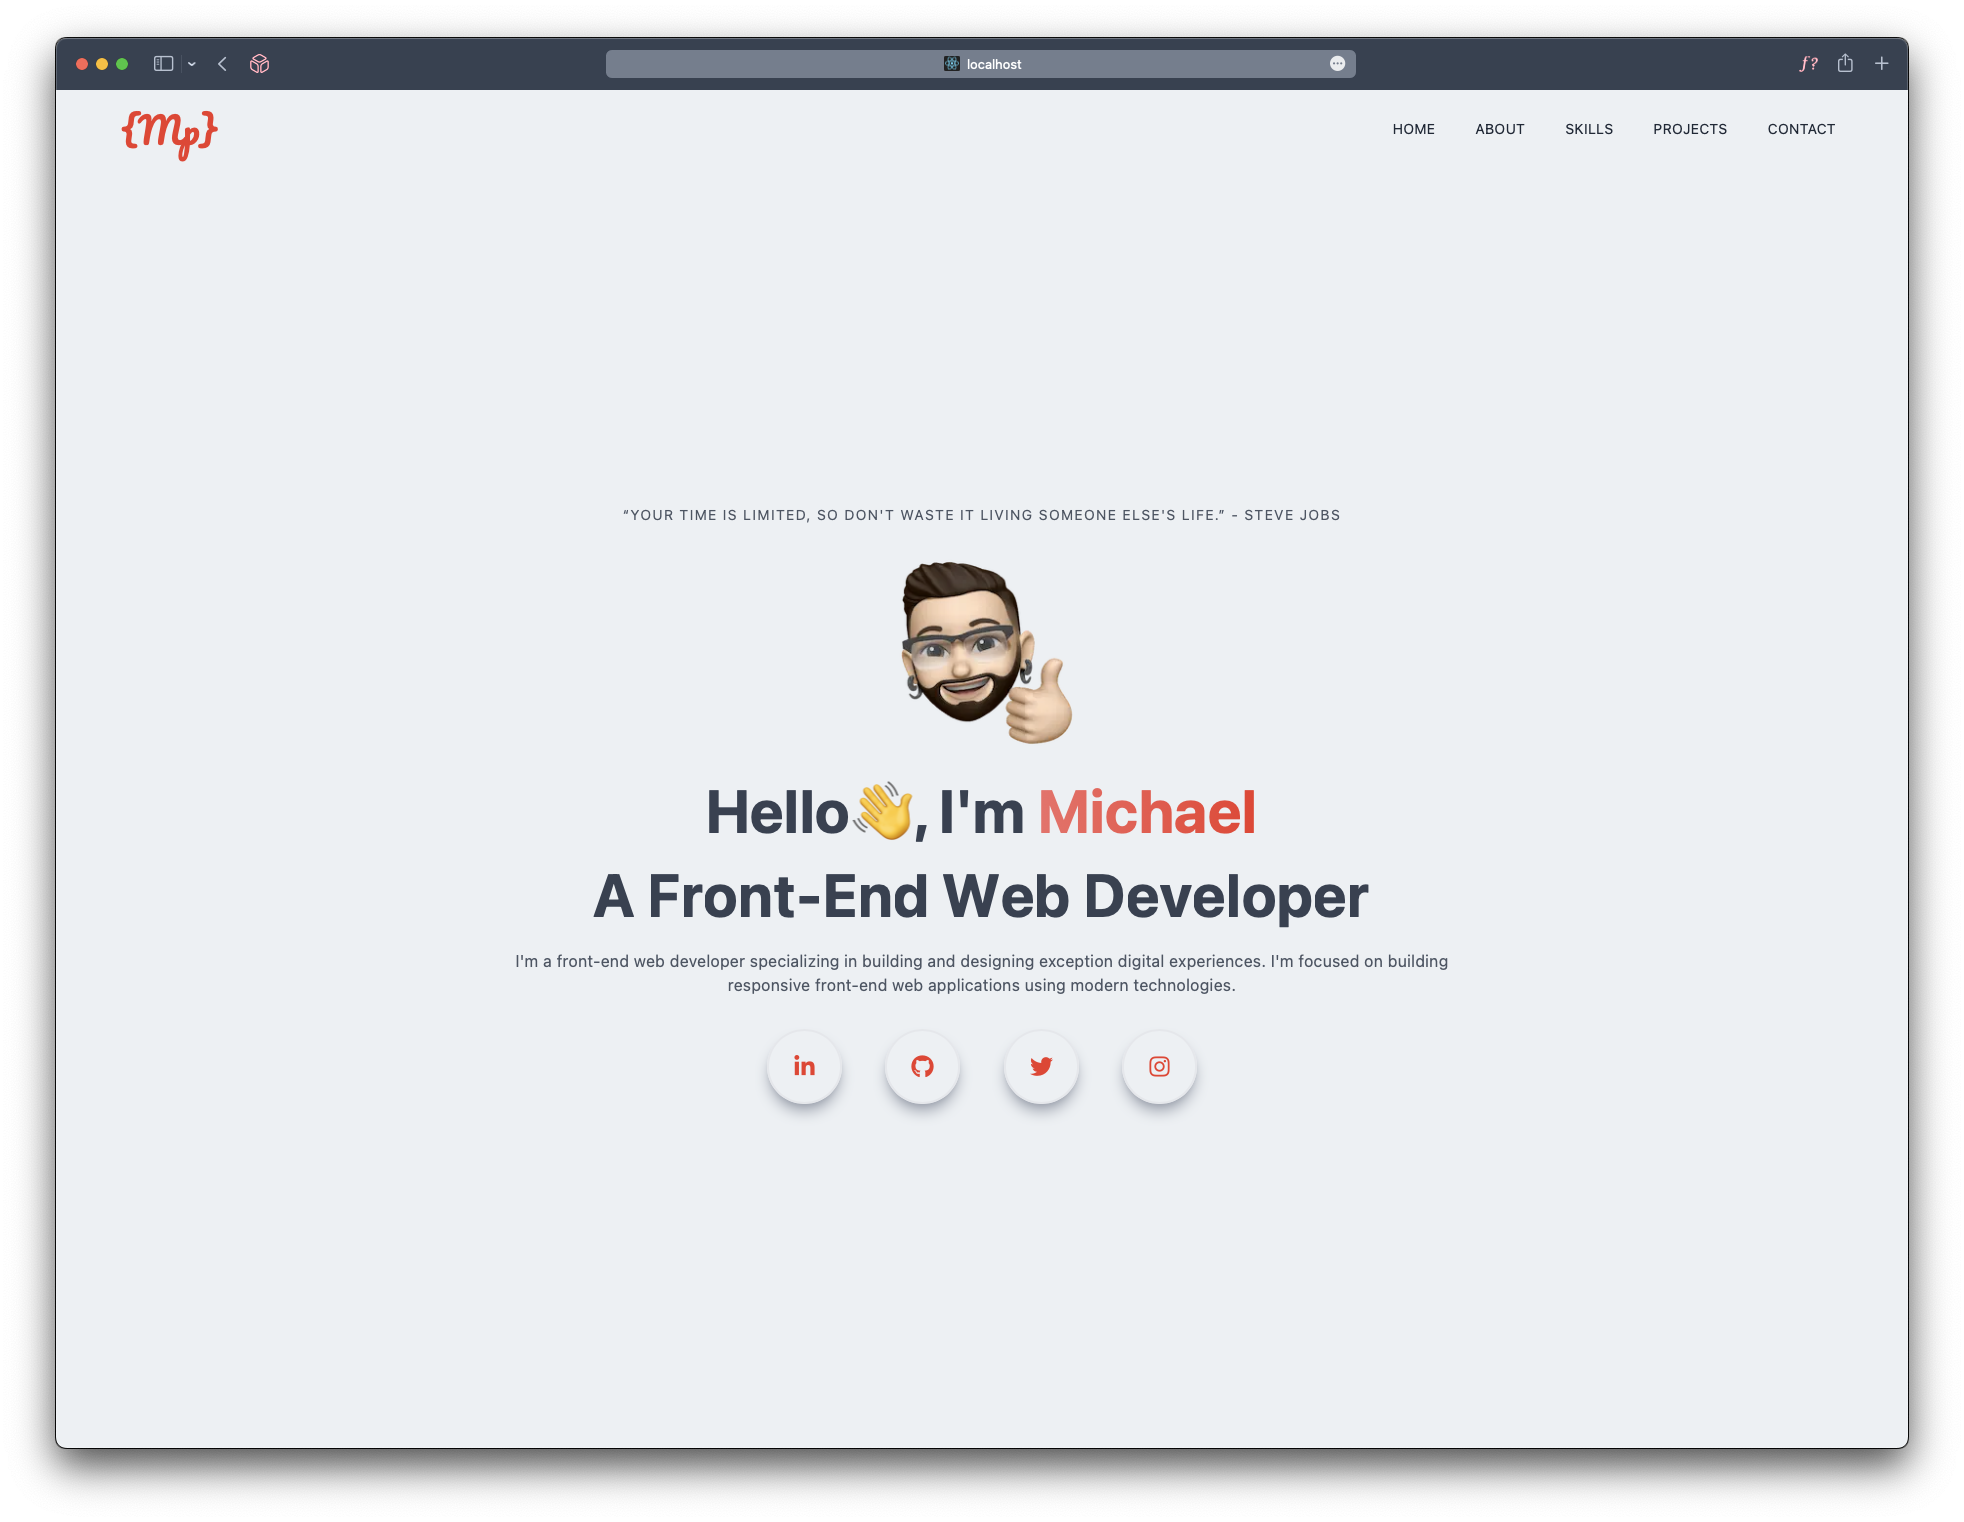 localhost
ƒ?
{Mp}
HOME ABOUT SKILLS PROJECTS CONTACT
“YOUR TIME IS LIMITED, SO DON'T WASTE IT LIVING SOMEONE ELSE'S LIFE.” - STEVE JOBS
Hello👋, I'm Michael
A Front-End Web Developer
I'm a front-end web developer specializing in building and designing exception digital experiences. I'm focused on building
responsive front-end web applications using modern technologies.
in